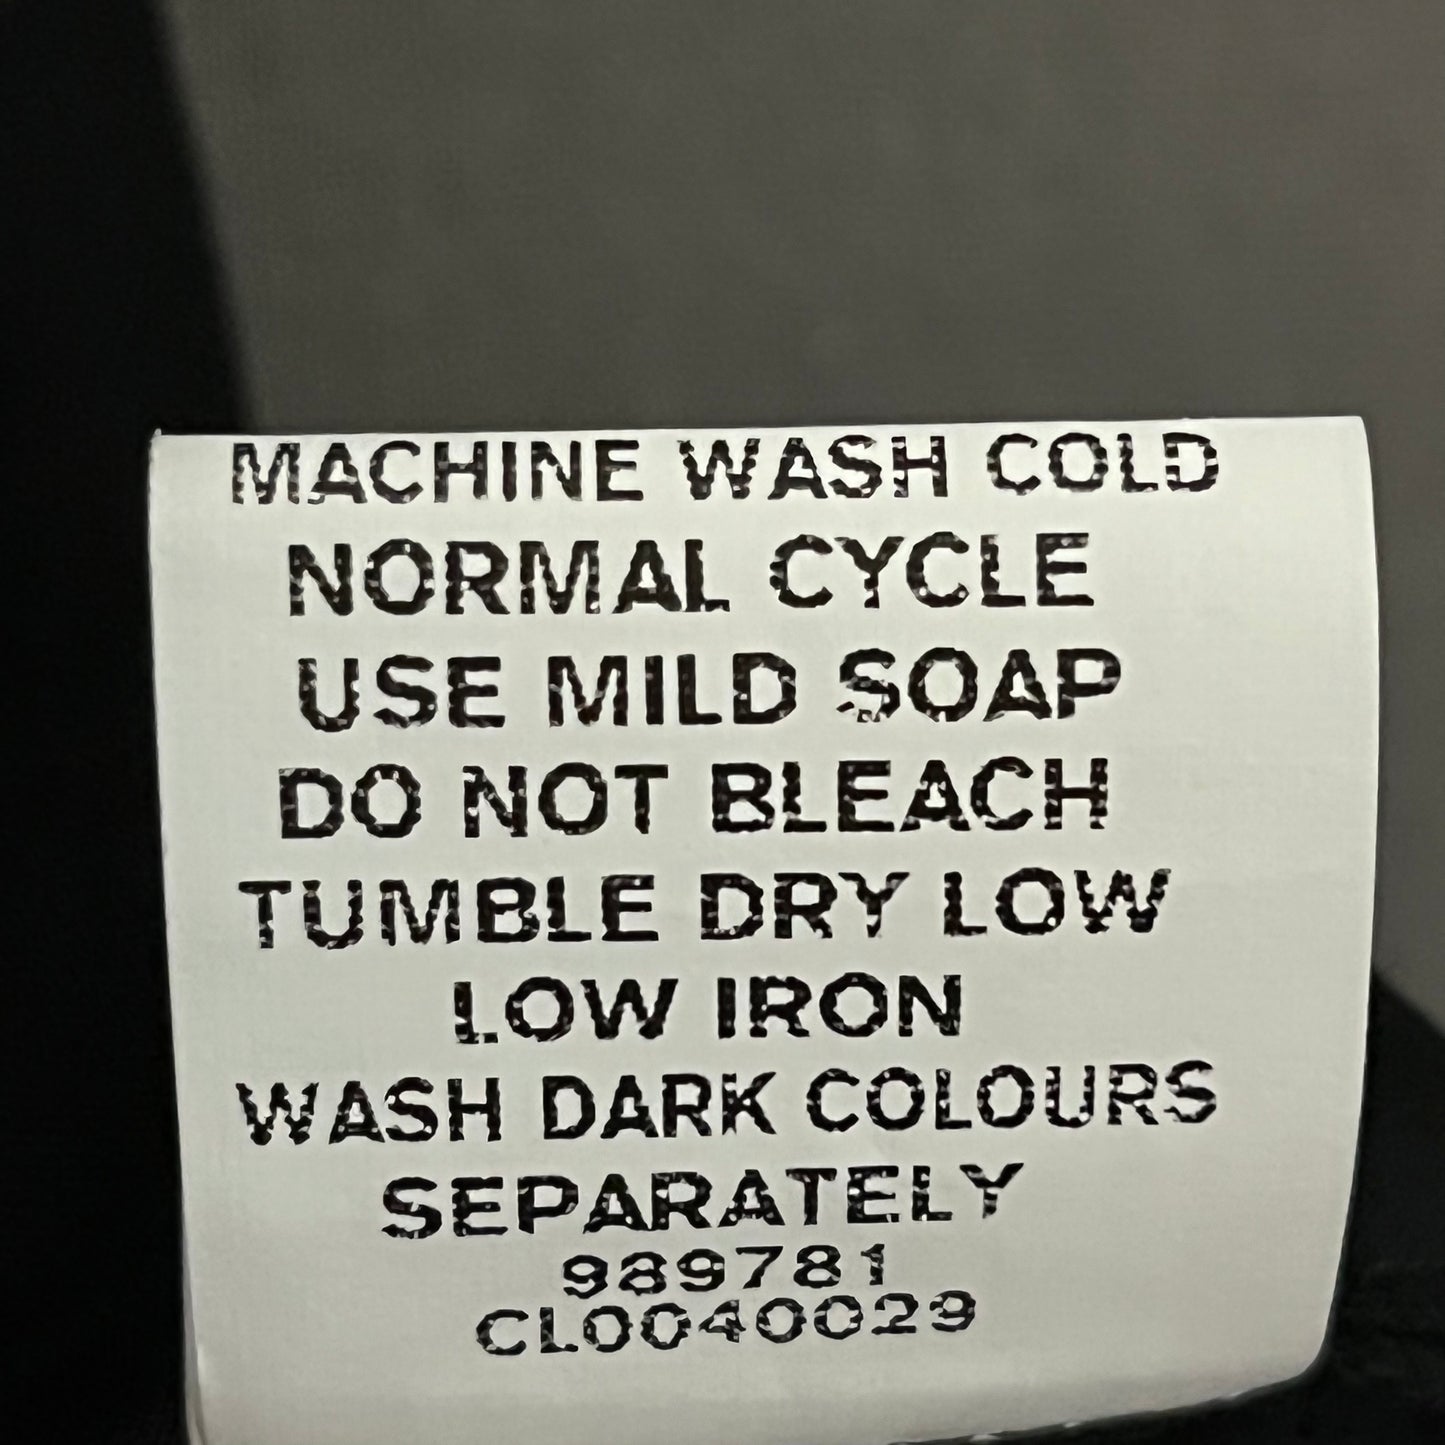 MACHINE WASH COLD
NORMAL CYCLE
USE MILD SOAP
DO NOT BLEACH
TUMBLE DRY LOW
LOW IRON
WASH DARK COLOURS
SEPARATELY
989781
CL0040029